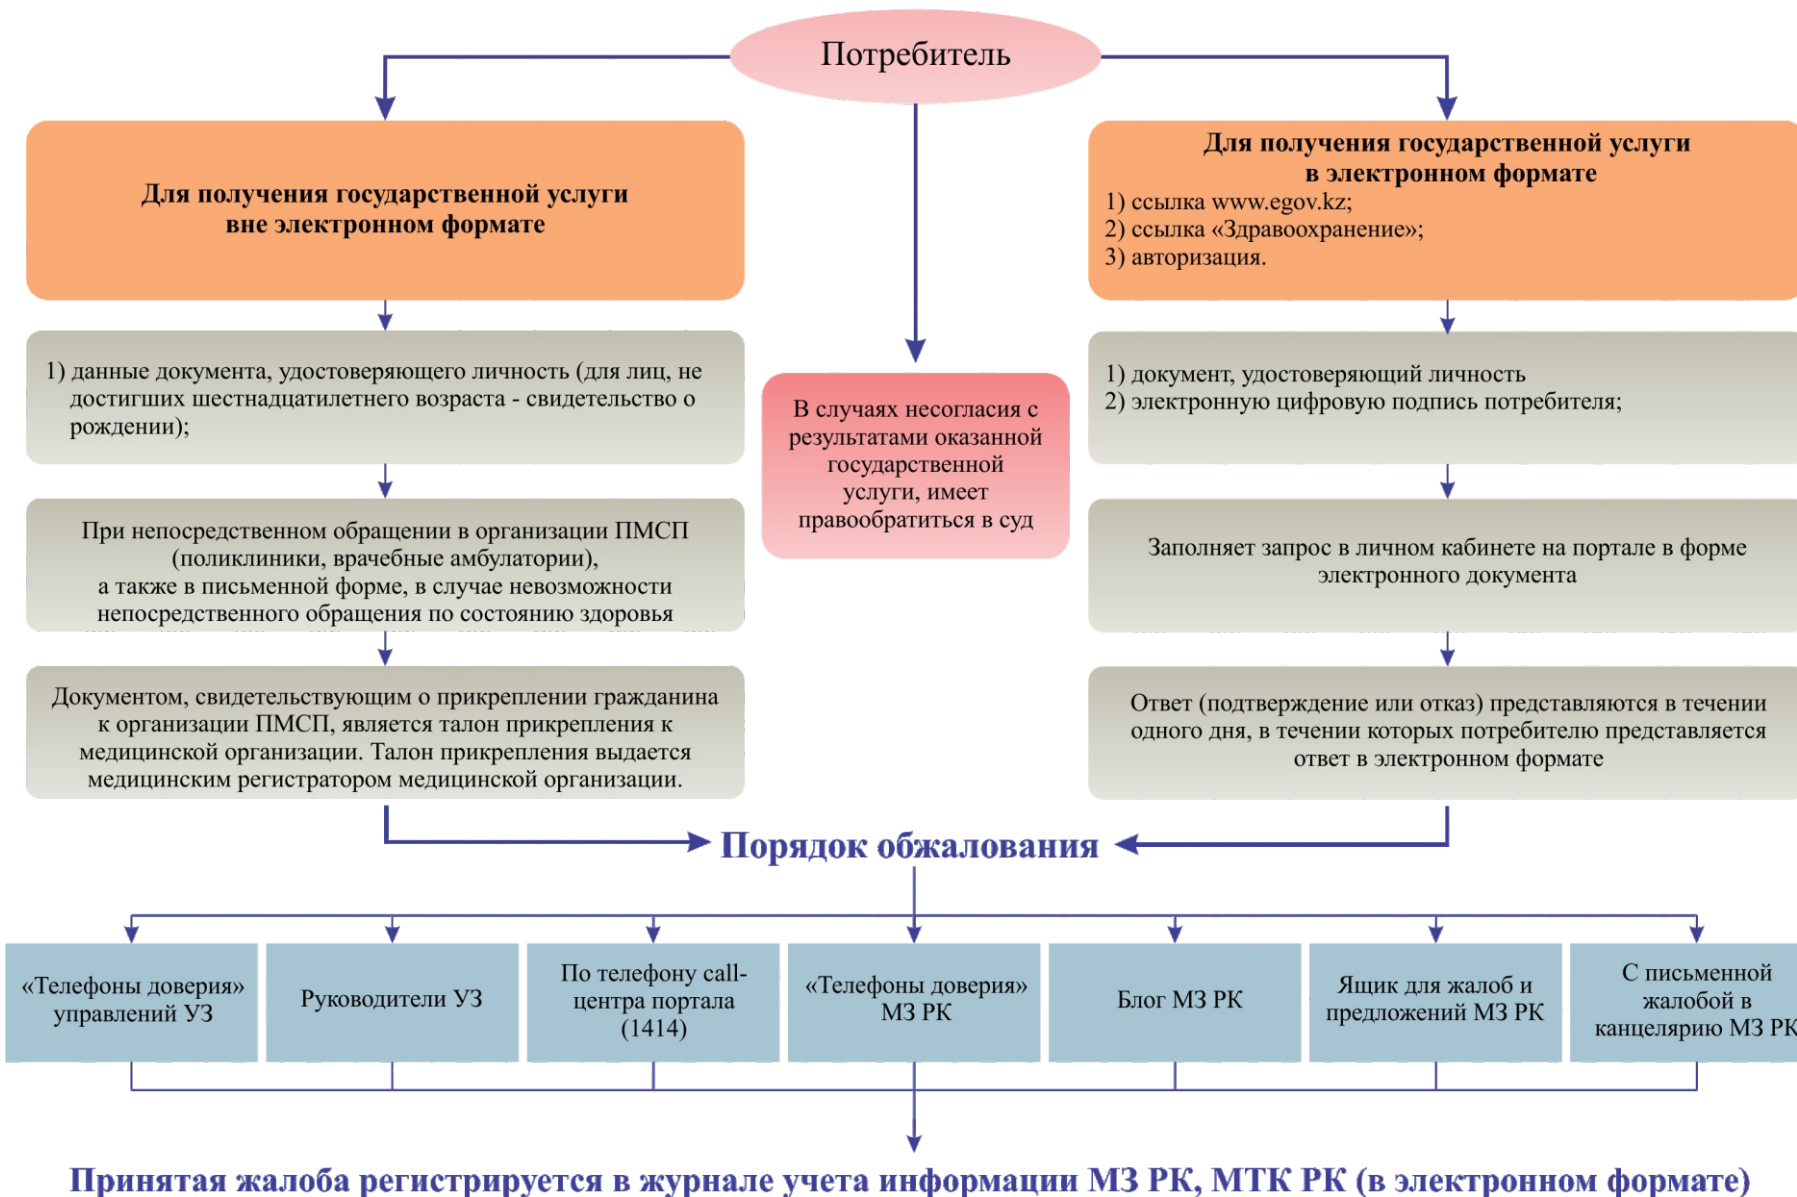 Потребитель
Для получения государственной услуги
вне электронном формате
Для получения государственной услуги
в электронном формате
1) ссылка www.egov.kz;
2) ссылка «Здравоохранение»;
3) авторизация.
1) данные документа, удостоверяющего личность (для лиц, не
достигших шестнадцатилетнего возраста - свидетельство о
рождении);
В случаях несогласия с
результатами оказанной
государственной
услуги, имеет
правообратиться в суд
1) документ, удостоверяющий личность
2) электронную цифровую подпись потребителя;
При непосредственном обращении в организации ПМСП
(поликлиники, врачебные амбулатории),
а также в письменной форме, в случае невозможности
непосредственного обращения по состоянию здоровья
Заполняет запрос в личном кабинете на портале в форме
электронного документа
Документом, свидетельствующим о прикреплении гражданина
к организации ПМСП, является талон прикрепления к
медицинской организации. Талон прикрепления выдается
медицинским регистратором медицинской организации.
Ответ (подтверждение или отказ) представляются в течении
одного дня, в течении которых потребителю представляется
ответ в электронном формате
Порядок обжалования
«Телефоны доверия»
управлений УЗ
Руководители УЗ
По телефону call-
центра портала
(1414)
«Телефоны доверия»
МЗ РК
Блог МЗ РК
Ящик для жалоб и
предложений МЗ РК
С письменной
жалобой в
канцелярию МЗ РК
Принятая жалоба регистрируется в журнале учета информации МЗ РК, МТК РК (в электронном формате)